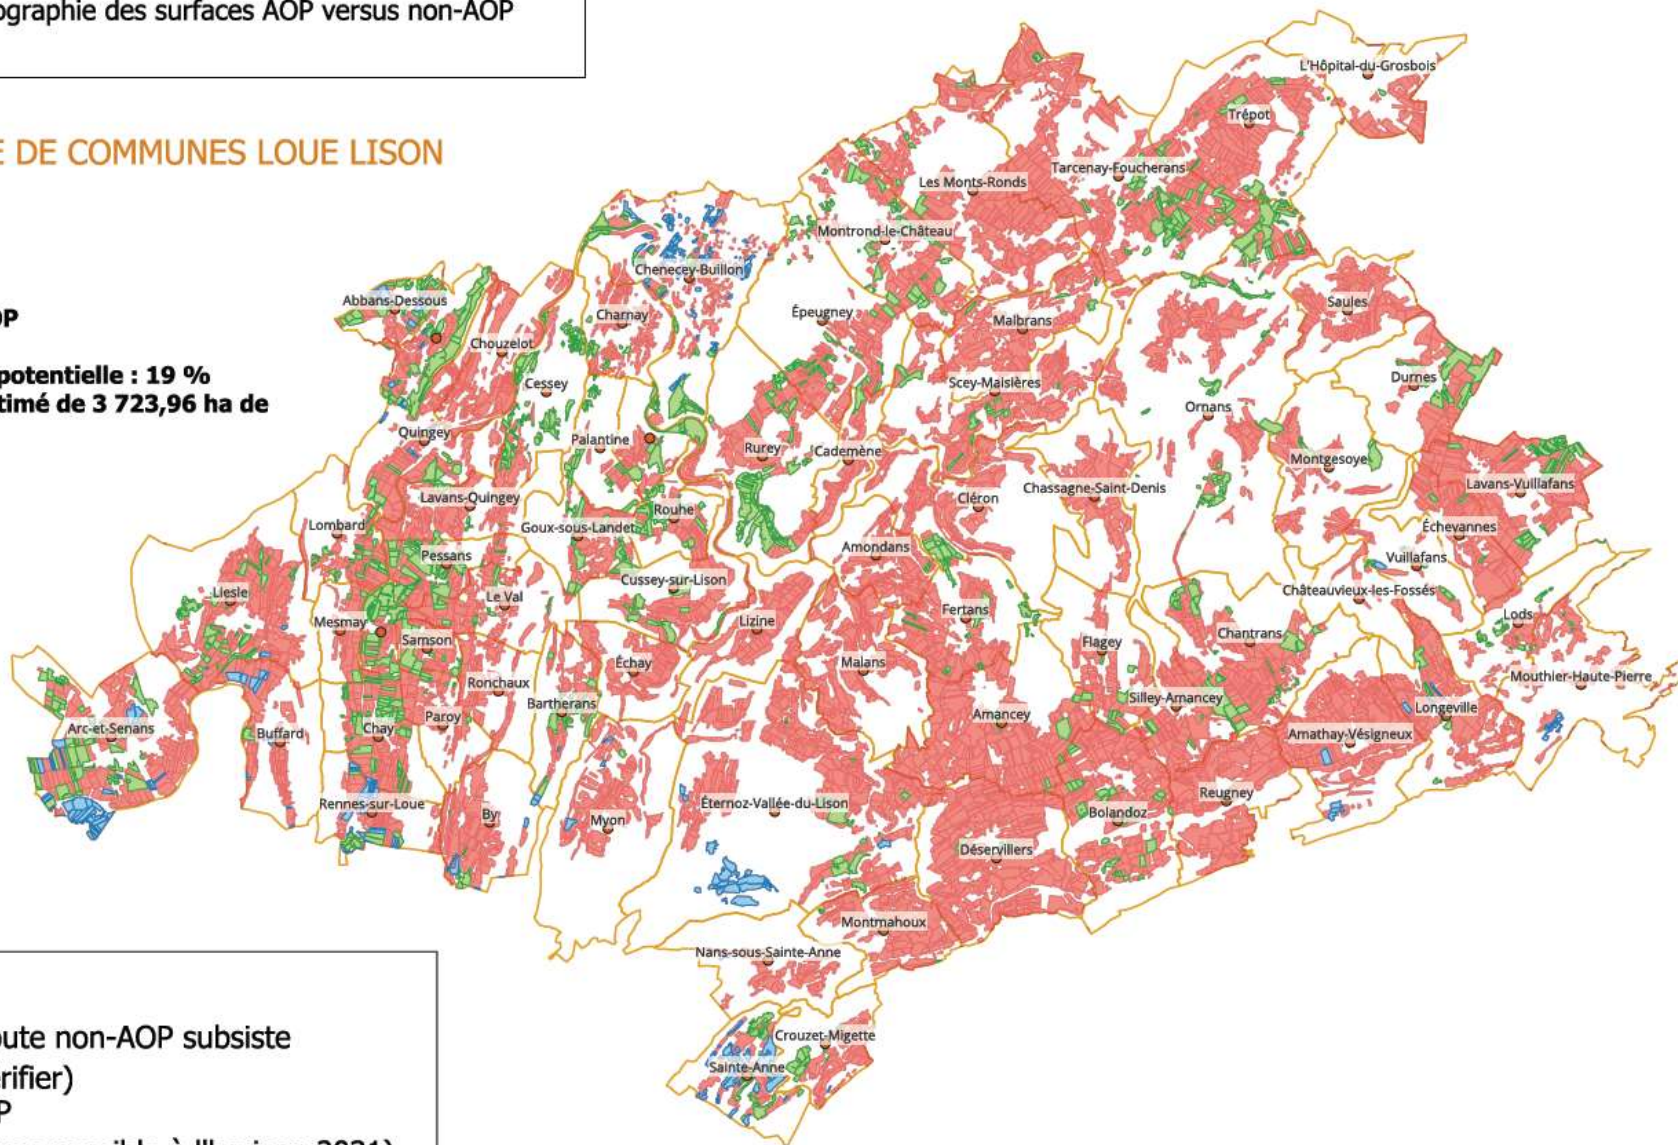 ographie des surfaces AOP versus non-AOP
E DE COMMUNES LOUE LISON
OP
potentielle : 19 %
timé de 3 723,96 ha de
L'Hôpital-du-Grosbois
Trépot
Tarcenay-Foucherans
Les Monts-Ronds
Montrond-le-Château
Chenecey-Buillon
Abbans-Dessous
Saules
Épeugney
Charnay
Malbrans
Chouzelot
Durnes
Cessey
Scey-Maisières
Ornans
Quingey
Palantine
Rurey
Cademène
Montgesoye
Lavans-Vuillafans
Chassagne-Saint-Denis
Lavans-Quingey
Cléron
Rouhe
Lombard
Goux-sous-Landet
Échevannes
Amondans
Pessans
Vuillafans
Cussey-sur-Lison
Châteauvieux-les-Fossés
Liesle
Le Val
Fertans
Lods
Mesmay
Lizine
Chantrans
Samson
Flagey
Échay
Malans
Mouthier-Haute-Pierre
Ronchaux
Silley-Amancey
Bartherans
Longeville
Amancey
Paroy
Arc-et-Senans
Chay
Buffard
Amathay-Vésigneux
Reugney
Rennes-sur-Loue
Éternoz-Vallée-du-Lison
By
Myon
Bolandoz
Déservillers
Montmahoux
Nans-sous-Sainte-Anne
Crouzet-Migette
Sainte-Anne
oute non-AOP subsiste
érifier)
P